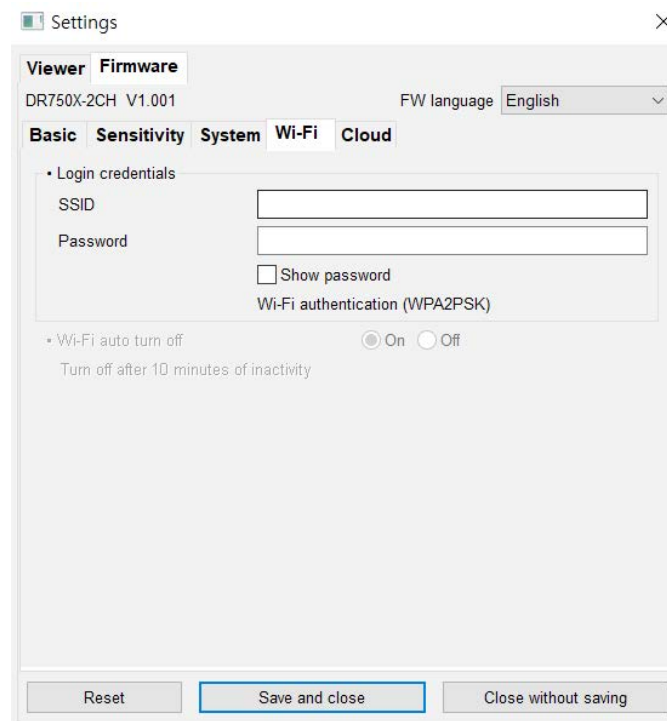 Settings
Viewer Firmware
DR750X-2CH V1.001 FW language English
Basic Sensitivity System Wi-Fi Cloud
• Login credentials
SSID
Password
Show password
Wi-Fi authentication (WPA2PSK)
• Wi-Fi auto turn off On Off
Turn off after 10 minutes of inactivity
Reset Save and close Close without saving